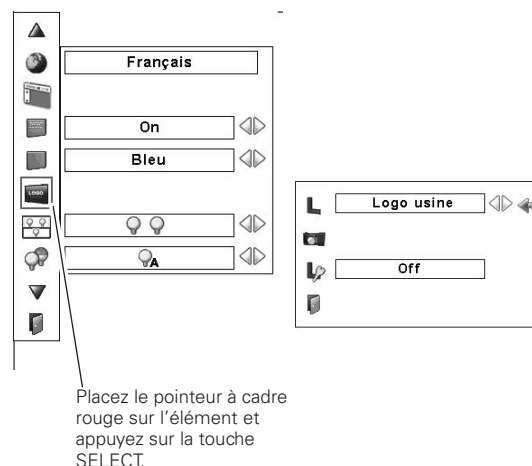 Français
On
Bleu
LOGO
A
Logo usine
L
L
Off
Placez le pointeur à cadre
rouge sur l'élément et
appuyez sur la touche
SELECT.